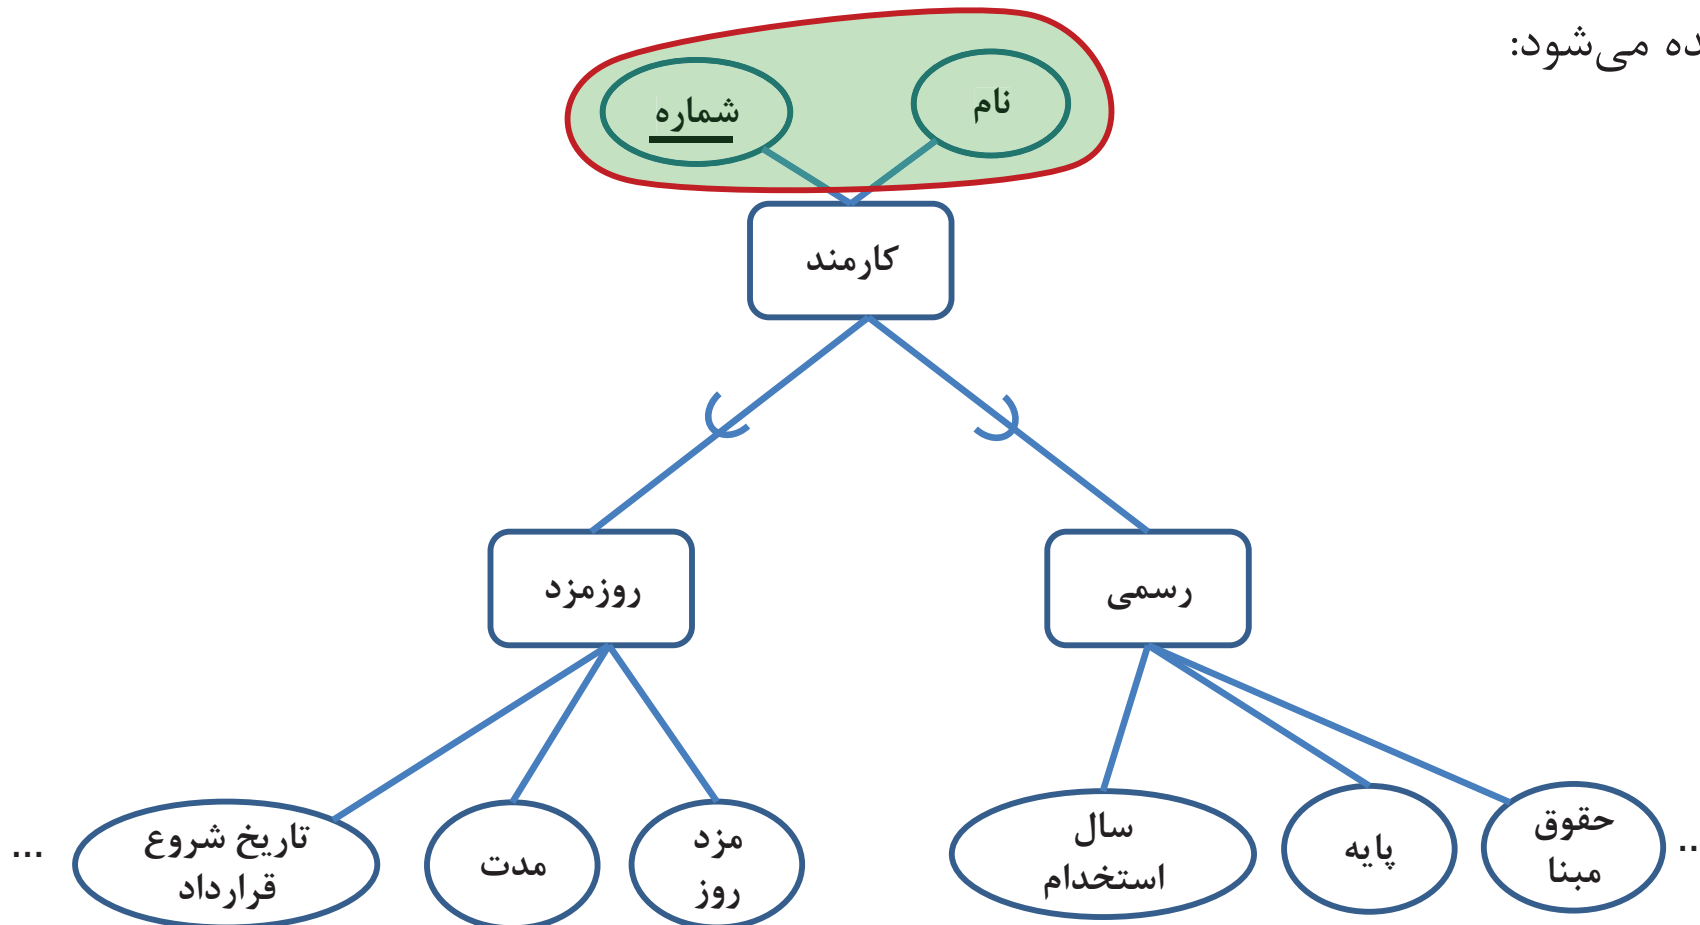 ده می‌شود:
نام
شماره
کارمند
رسمی
روزمزد
حقوق
مبنا
پایه
سال
استخدام
مزد
روز
مدت
تاریخ شروع
قرارداد
..
...